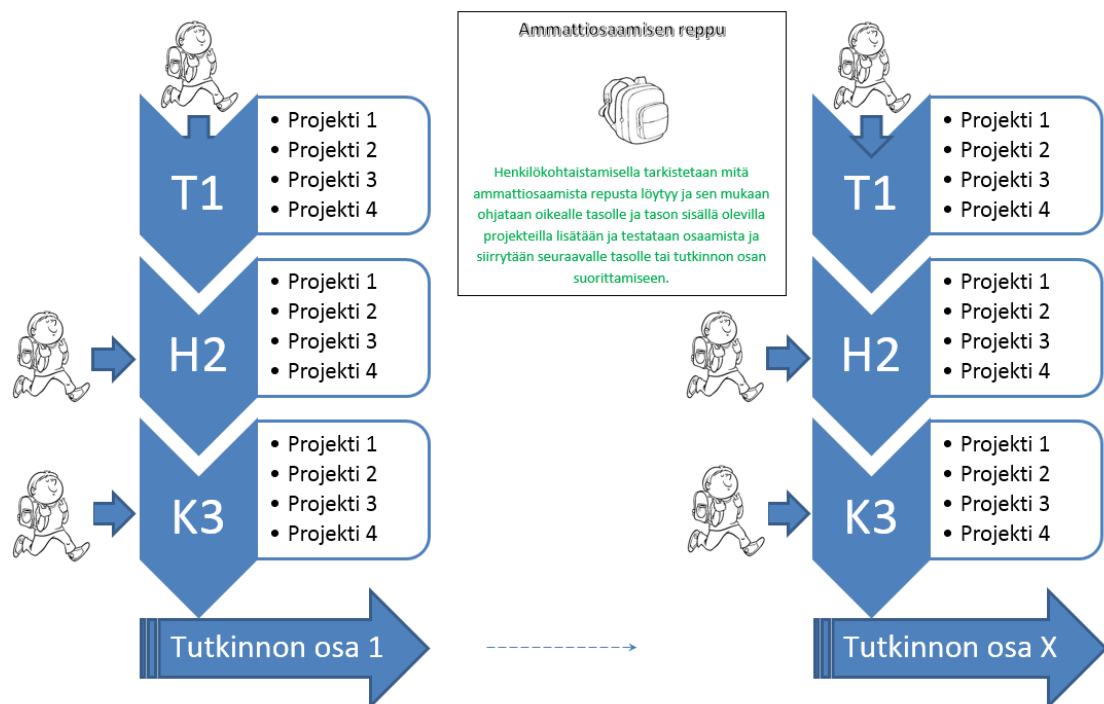 Ammattiosaamisen reppu
Henkilökohtaistamisella tarkistetaan mitä
ammattiosaamista repusta löytyy ja sen mukaan
ohjataan oikealle tasolle ja tason sisällä olevilla
projekteilla lisätään ja testataan osaamista ja
siirrytään seuraavalle tasolle tai tutkinnon osan
suorittamiseen.
T1
• Projekti 1
• Projekti 2
• Projekti 3
• Projekti 4
H2
• Projekti 1
• Projekti 2
• Projekti 3
• Projekti 4
K3
• Projekti 1
• Projekti 2
• Projekti 3
• Projekti 4
Tutkinnon osa 1
T1
• Projekti 1
• Projekti 2
• Projekti 3
• Projekti 4
H2
• Projekti 1
• Projekti 2
• Projekti 3
• Projekti 4
K3
• Projekti 1
• Projekti 2
• Projekti 3
• Projekti 4
Tutkinnon osa X